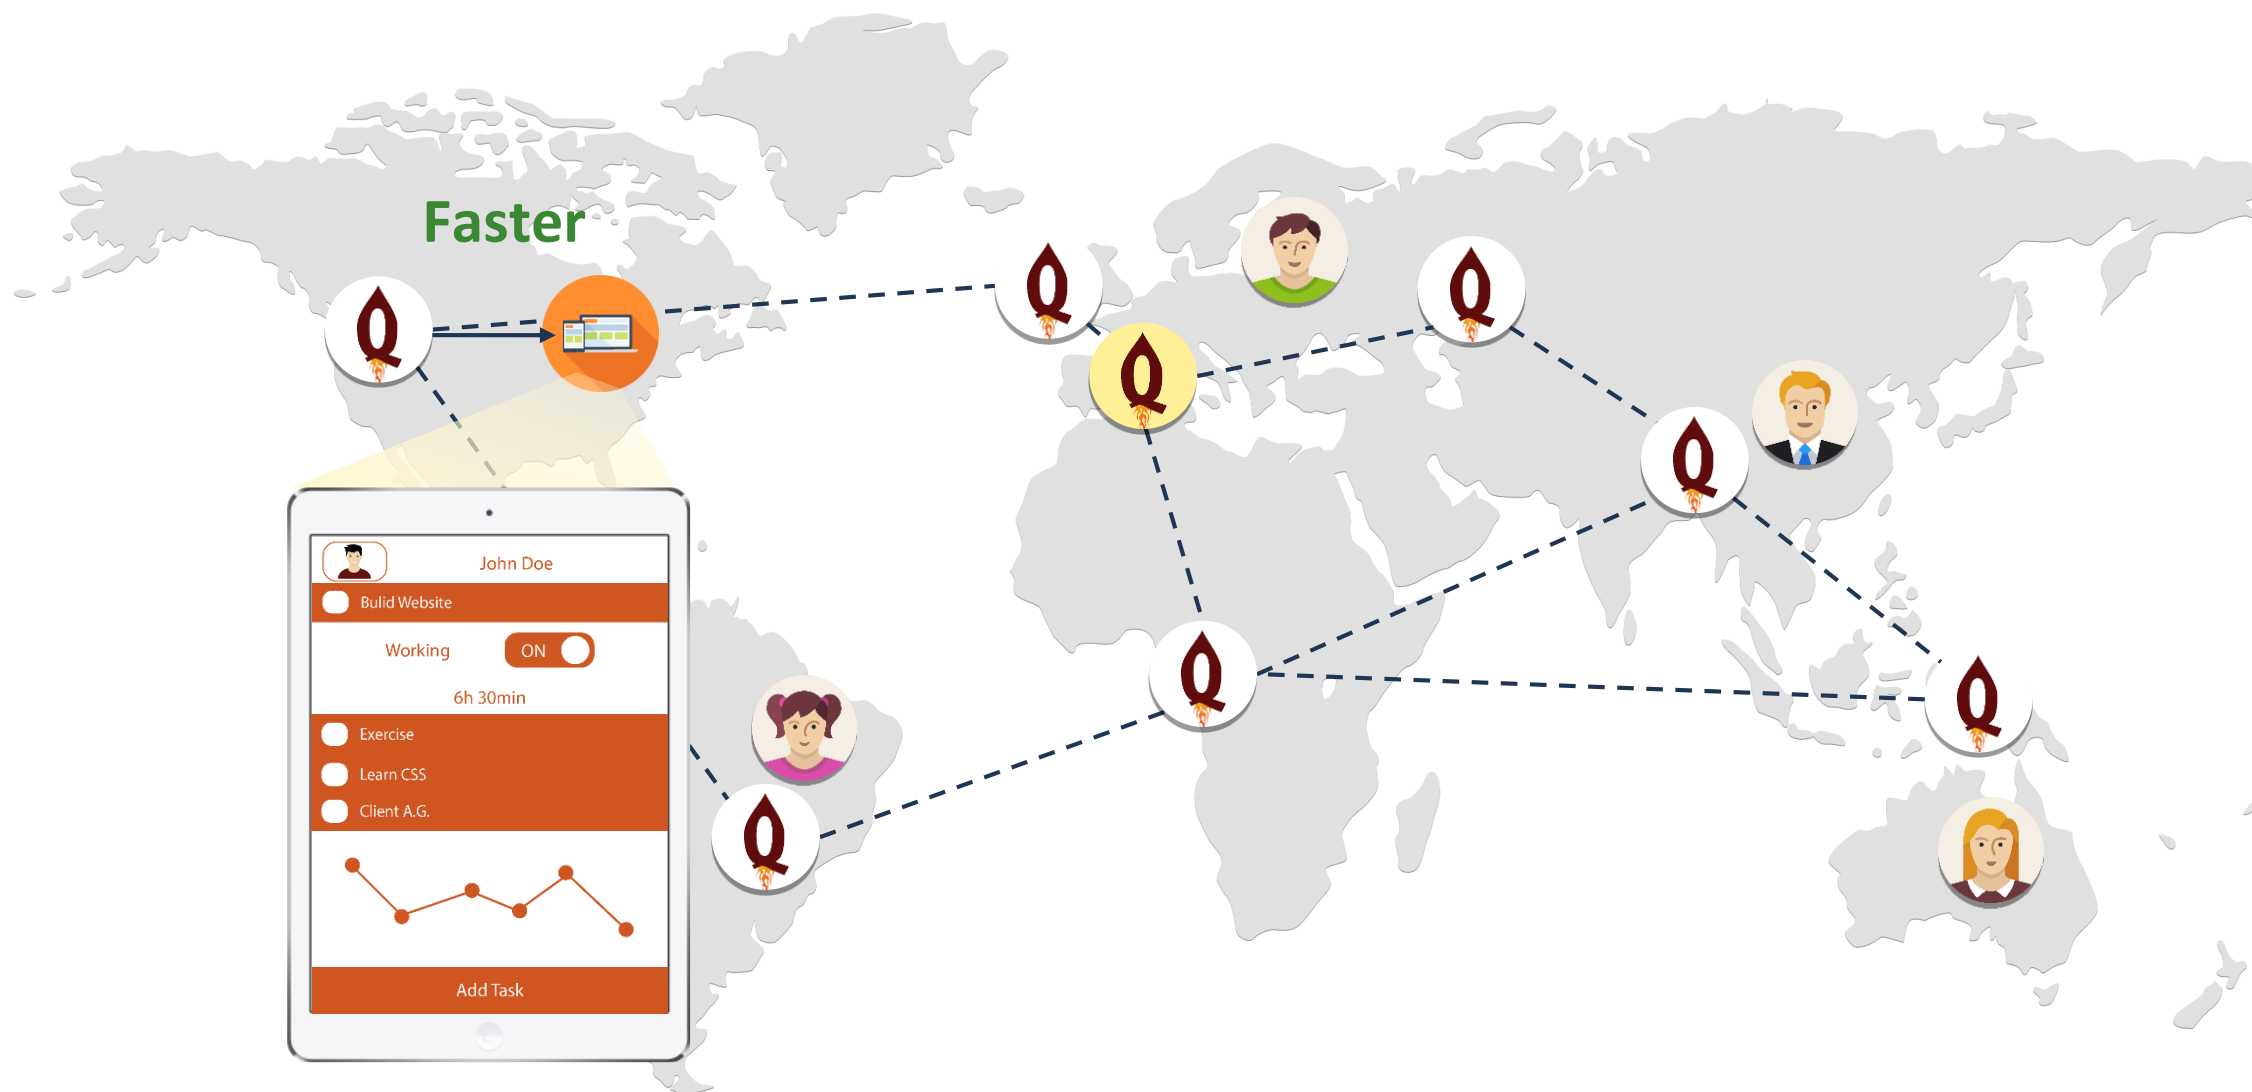 Faster
Q
Q
Q
Q
Q
Q
Q
Q
John Doe
Bulid Website
Working ON
6h 30min
Exercise
Learn CSS
Client A.G.
Add Task